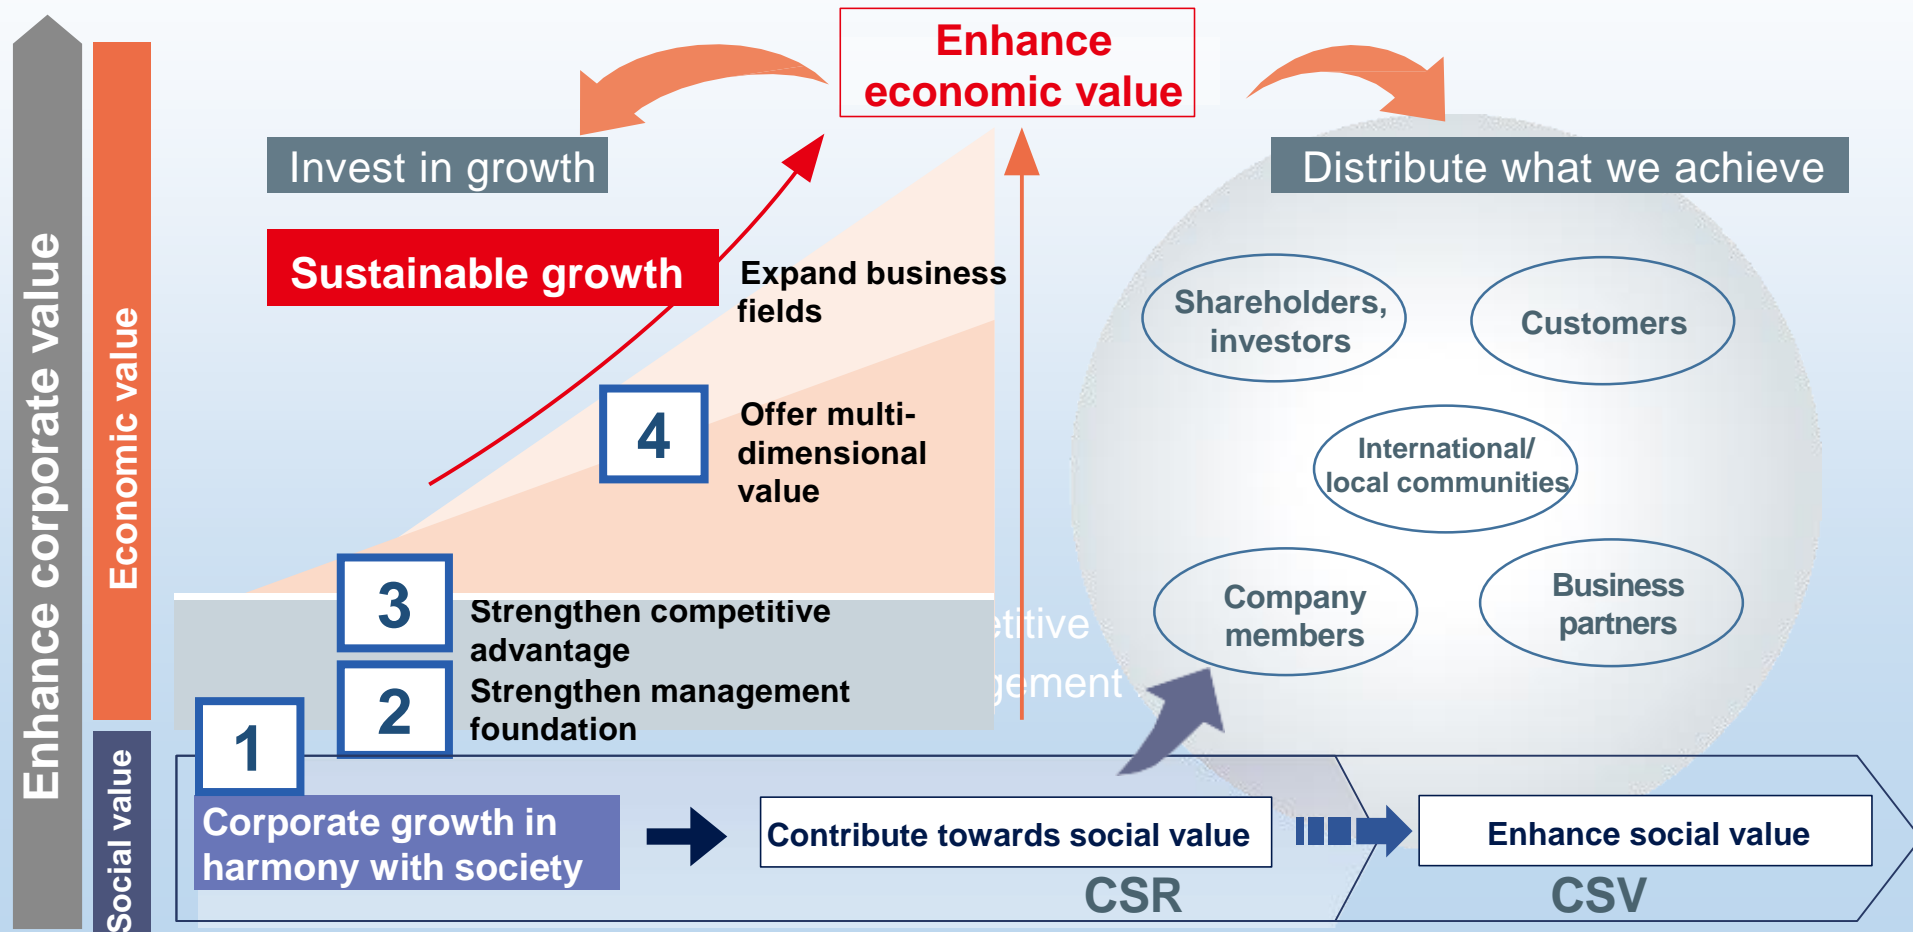 Enhance corporate value
Economic value
Social value
Enhance
economic value
Invest in growth
Distribute what we achieve
Sustainable growth
Expand business
fields
4
Offer multi-
dimensional
value
3
Strengthen competitive
advantage
2
Strengthen management
foundation
etitive
gement
Shareholders,
investors
Customers
International/
local communities
Company
members
Business
partners
1
Corporate growth in
harmony with society
Contribute towards social value
CSR
Enhance social value
CSV